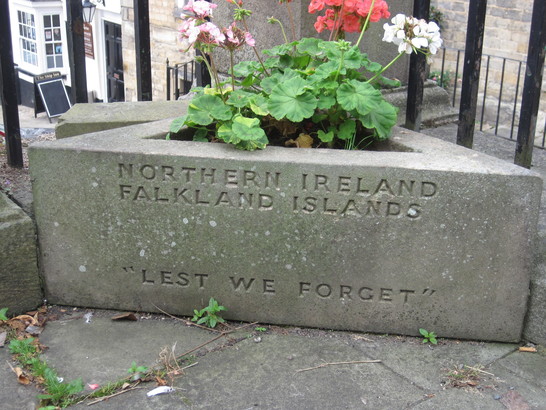 NORTHERN IRELAND
FALKLAND ISLANDS
"LEST WE FORGET"